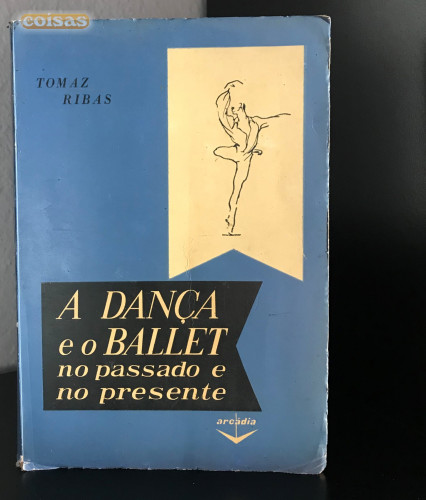 coisas
TOMAZ
RIBAS
A DANÇA
e o BALLET
no passado e
no presente
arcádia